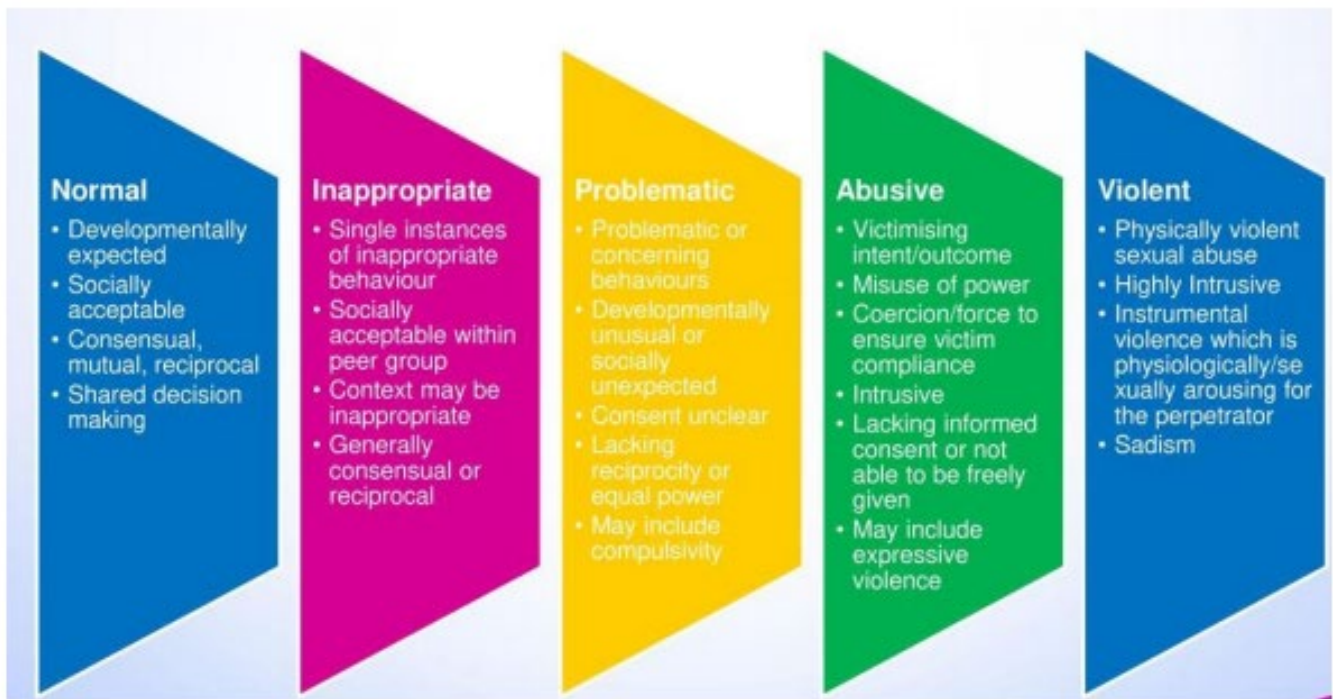 Normal
• Developmentally
expected
• Socially
acceptable
• Consensual,
mutual, reciprocal
• Shared decision
making
Inappropriate
• Single instances
of inappropriate
behaviour
• Socially
acceptable within
peer group
• Context may be
inappropriate
• Generally
consensual or
reciprocal
Problematic
• Problematic or
concerning
behaviours
• Developmentally
unusual or
socially
unexpected
• Consent unclear
• Lacking
reciprocity or
equal power
• May include
compulsivity
Abusive
• Victimising
intent/outcome
• Misuse of power
• Coercion/force to
ensure victim
compliance
• Intrusive
• Lacking informed
consent or not
able to be freely
given
• May include
expressive
violence
Violent
• Physically violent
sexual abuse
• Highly Intrusive
• Instrumental
violence which is
physiologically/se
xually arousing for
the perpetrator
• Sadism